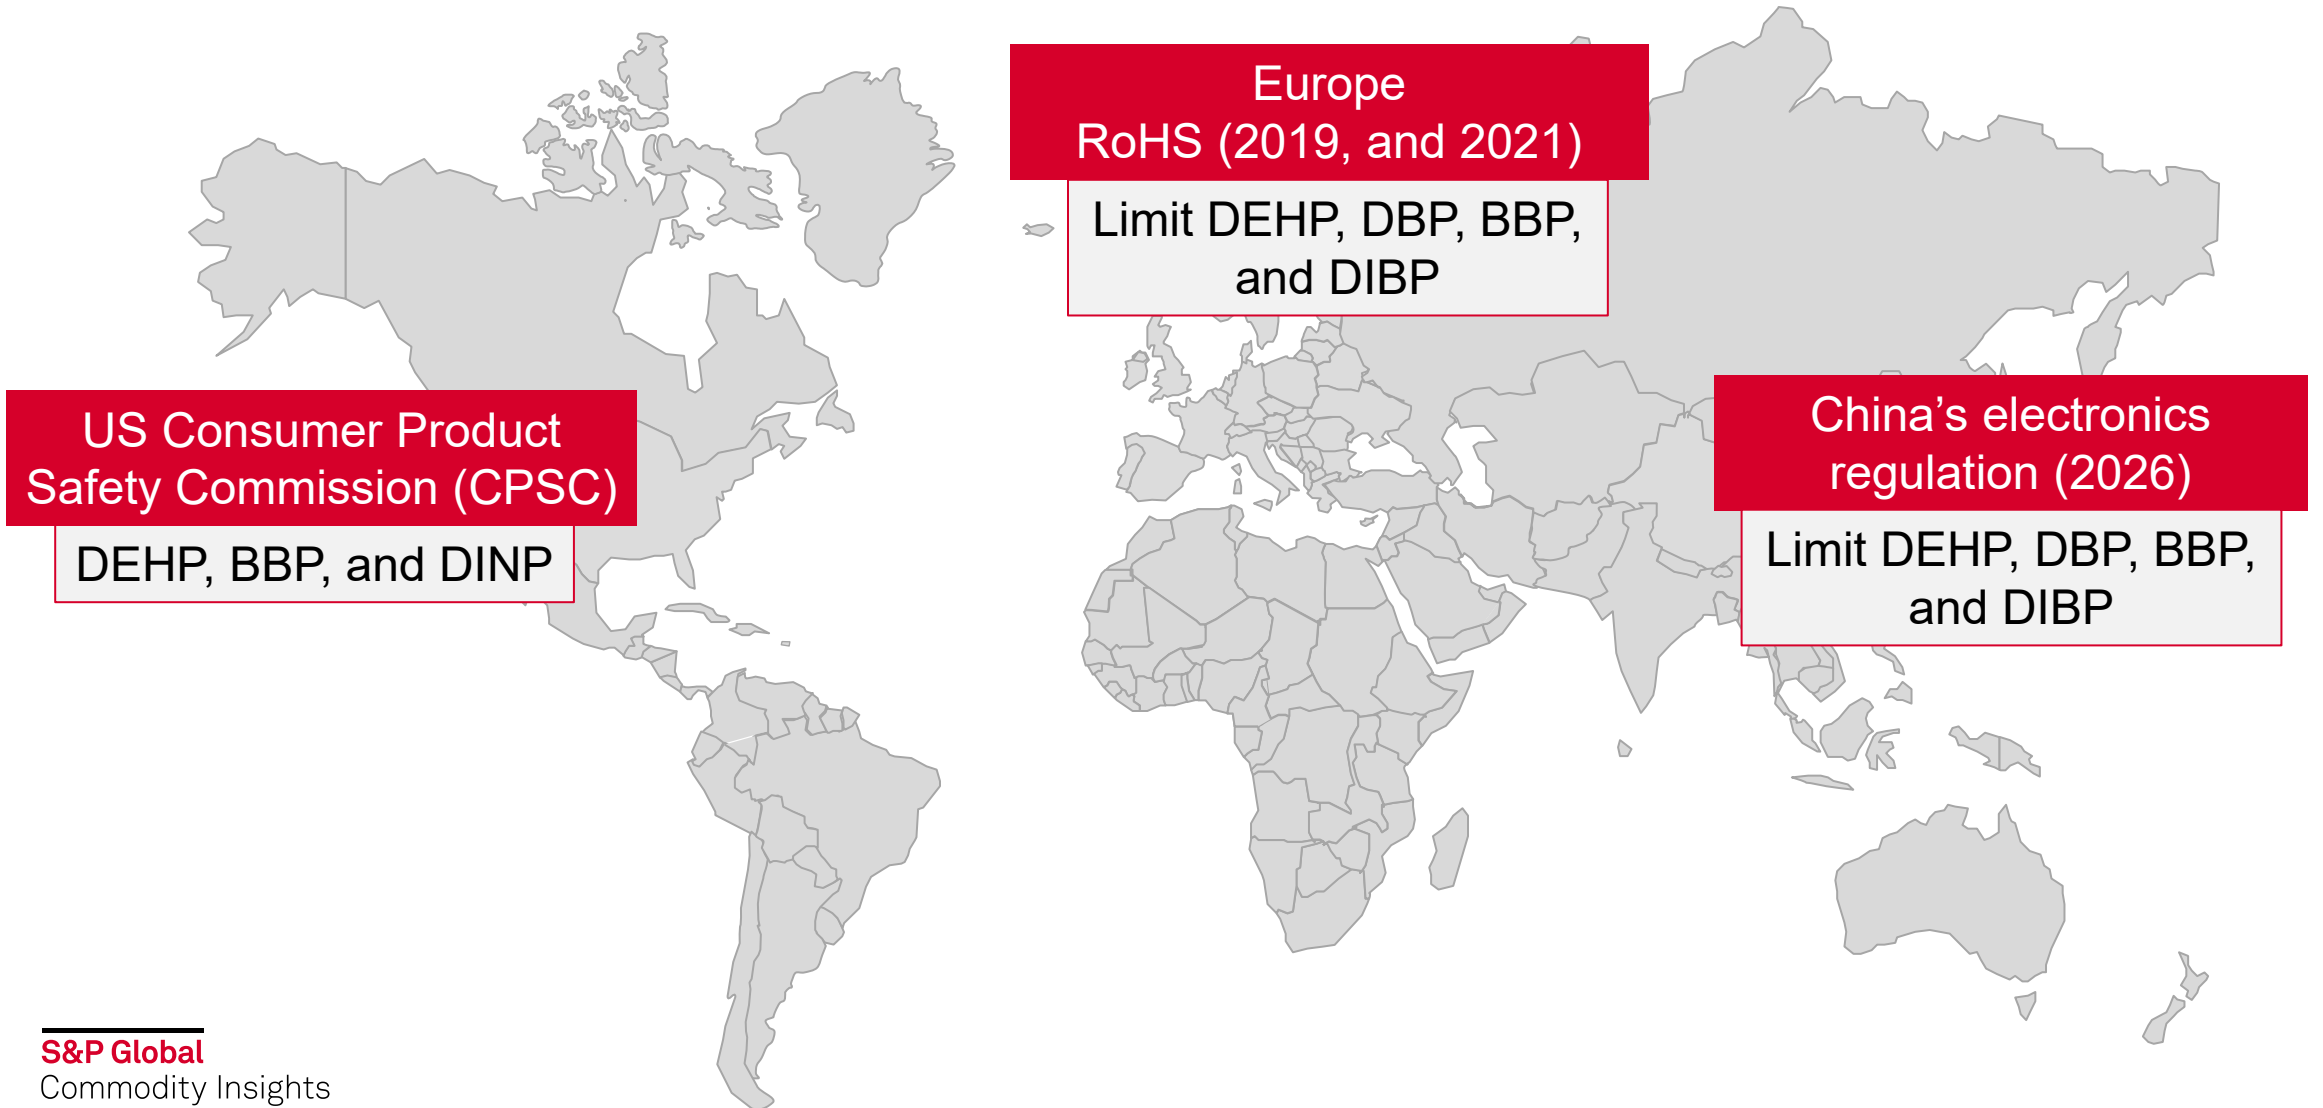 Europe
RoHS (2019, and 2021)
Limit DEHP, DBP, BBP,
and DIBP
US Consumer Product
Safety Commission (CPSC)
DEHP, BBP, and DINP
China’s electronics
regulation (2026)
Limit DEHP, DBP, BBP,
and DIBP
S&P Global
Commodity Insights